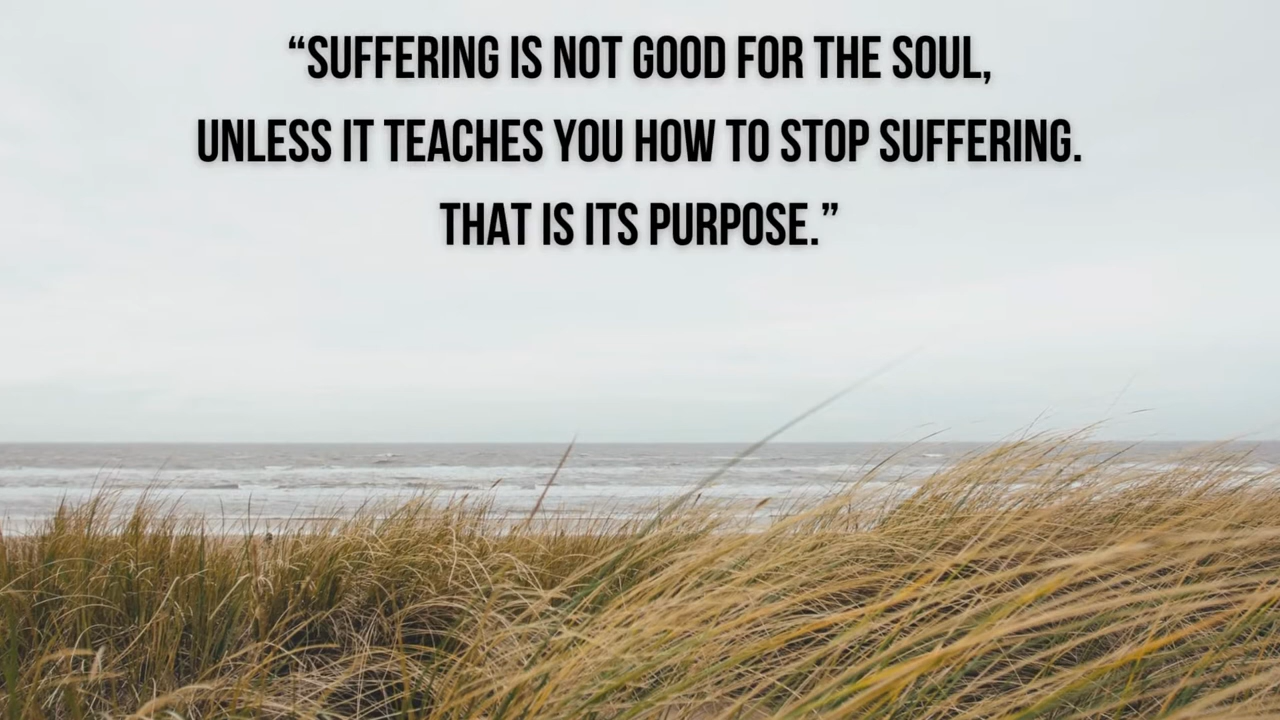 “SUFFERING IS NOT GOOD FOR THE SOUL,
UNLESS IT TEACHES YOU HOW TO STOP SUFFERING.
THAT IS ITS PURPOSE.”